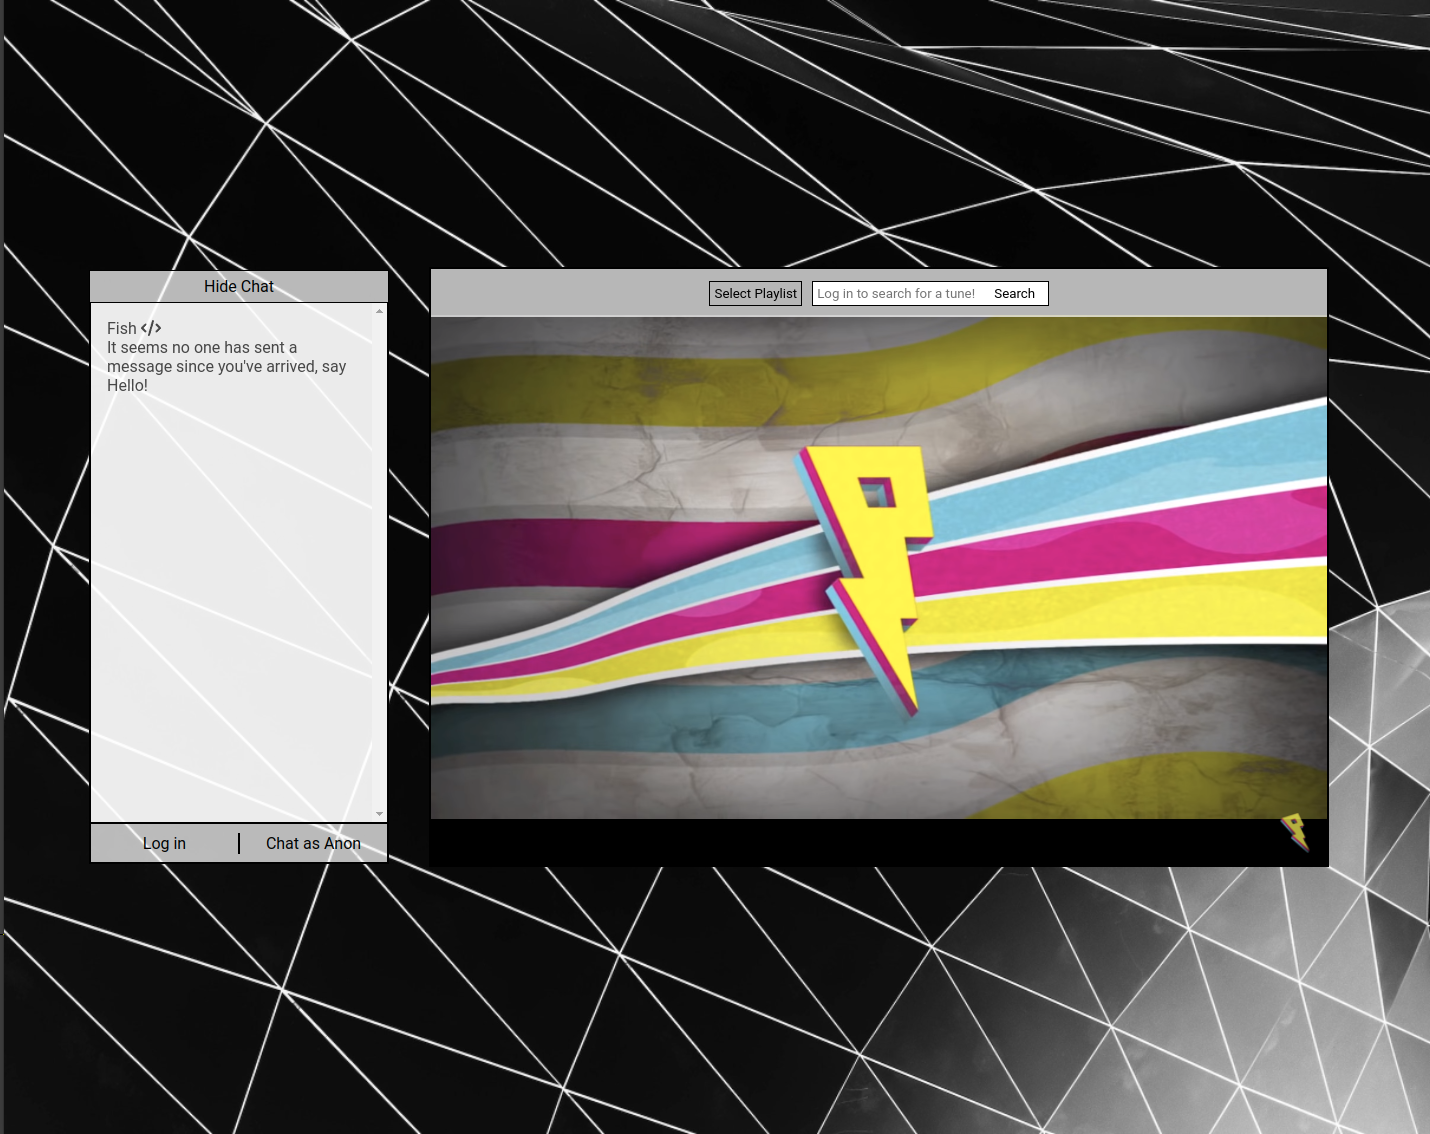 Hide Chat
Fish </>
It seems no one has sent a
message since you've arrived, say
Hello!
Log in
Chat as Anon
Select Playlist
Log in to search for a tune!
Search